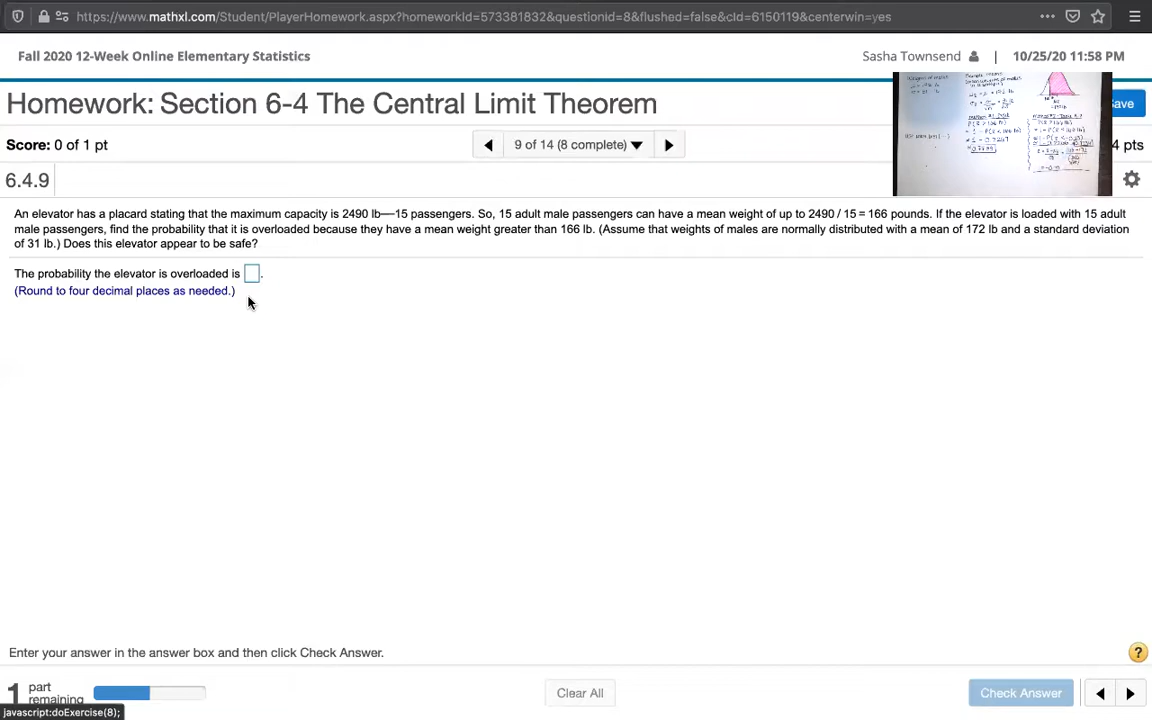 https://www.mathxl.com/Student/PlayerHomework.aspx?homeworkId=573381832&questionId=8&flushed=false&cId=6150119&centerwin=yes
Fall 2020 12-Week Online Elementary Statistics
Sasha Townsend | 10/25/20 11:58 PM
Homework: Section 6-4 The Central Limit Theorem
ave
Score: 0 of 1 pt
9 of 14 (8 complete)
4 pts
6.4.9
An elevator has a placard stating that the maximum capacity is 2490 lb—15 passengers. So, 15 adult male passengers can have a mean weight of up to 2490 / 15 = 166 pounds. If the elevator is loaded with 15 adult
male passengers, find the probability that it is overloaded because they have a mean weight greater than 166 lb. (Assume that weights of males are normally distributed with a mean of 172 lb and a standard deviation
of 31 lb.) Does this elevator appear to be safe?
The probability the elevator is overloaded is .
(Round to four decimal places as needed.)
Enter your answer in the answer box and then click Check Answer.
?
1 part
remaining
Clear All
Check Answer
javascript:doExercise(8);